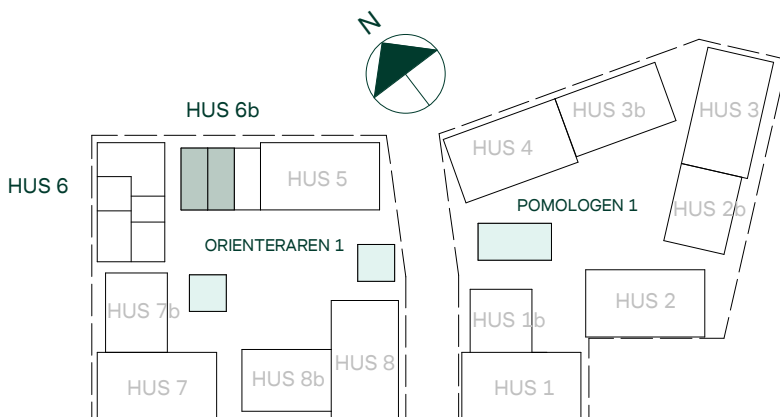 N
HUS 6b
HUS 3b
HUS 3
HUS 4
HUS 5
HUS 6
POMOLOGEN 1
HUS 2b
ORIENTERAREN 1
HUS 7b
HUS 2
HUS 1b
HUS 8
HUS 8b
HUS 7
HUS 1